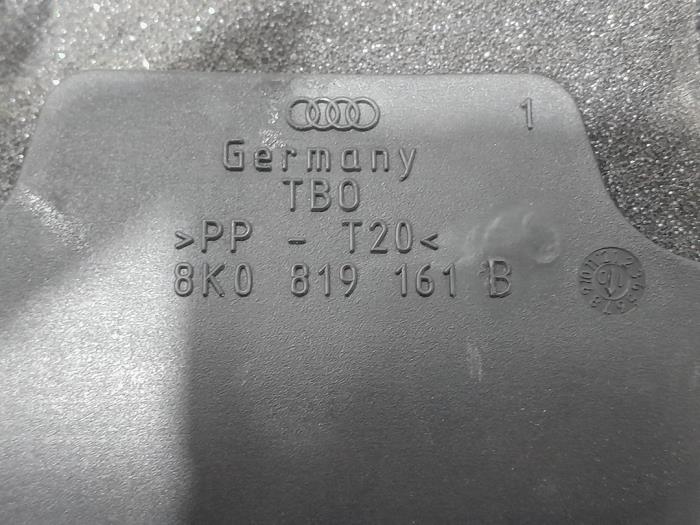 1
Germany
TBO
>PP - T20<
8K0 819 161 B